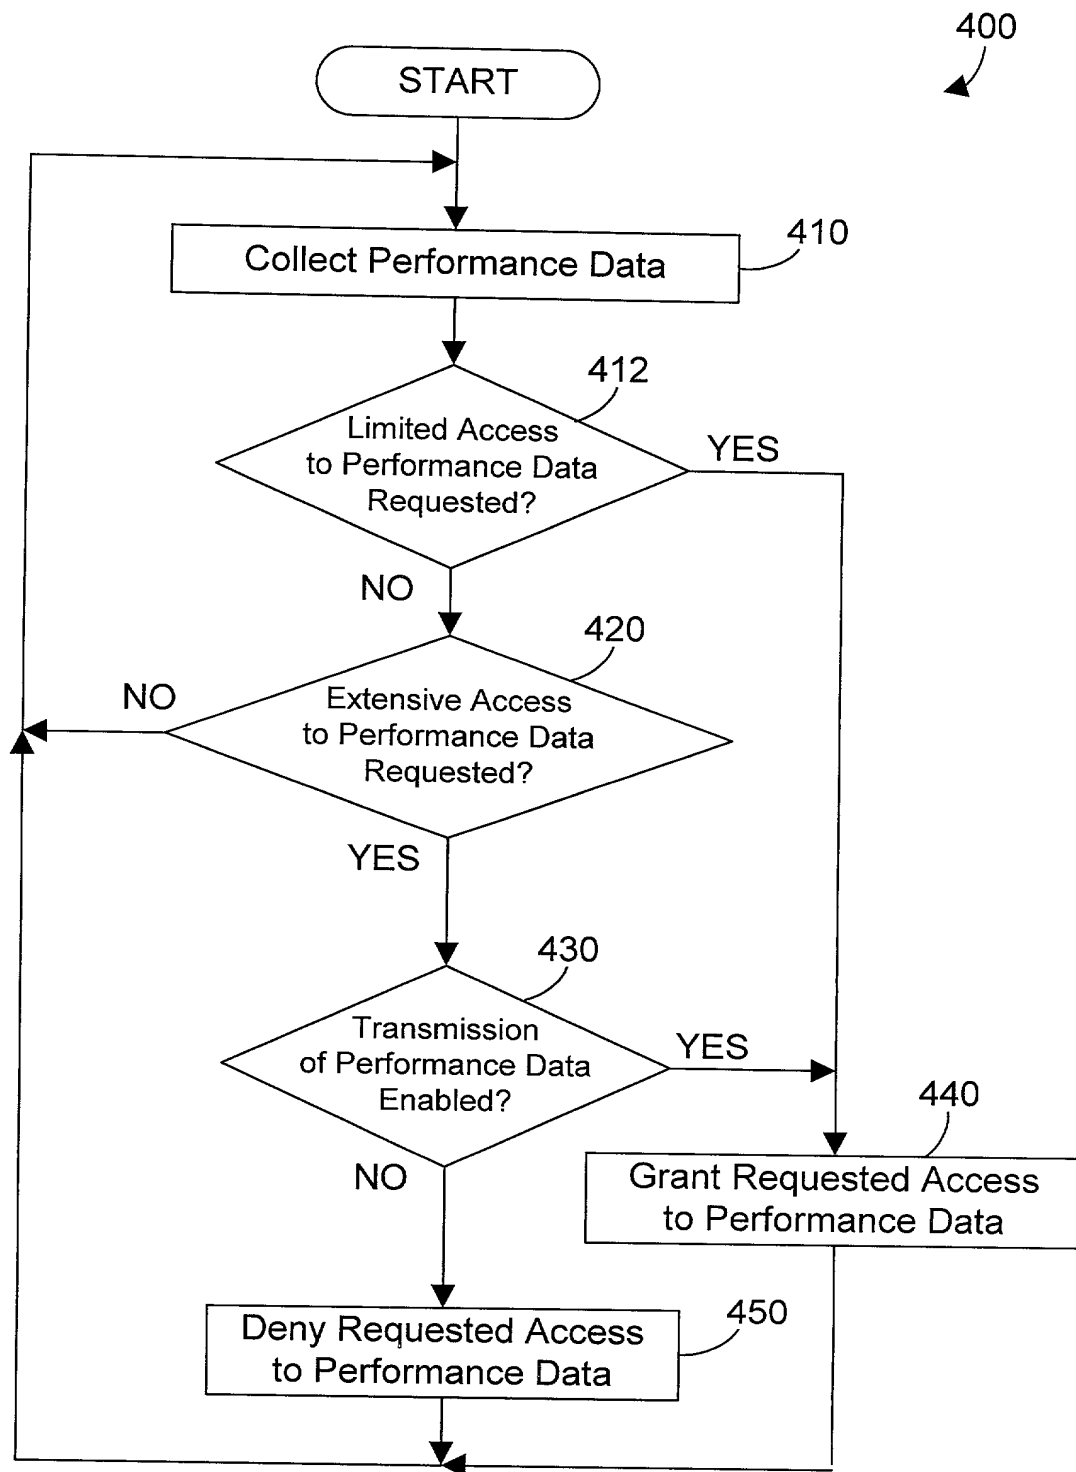 400
START
Collect Performance Data
410
412
Limited Access
to Performance Data
Requested?
YES
NO
420
Extensive Access
to Performance Data
Requested?
NO
YES
430
Transmission
of Performance Data
Enabled?
YES
NO
440
Grant Requested Access
to Performance Data
450
Deny Requested Access
to Performance Data